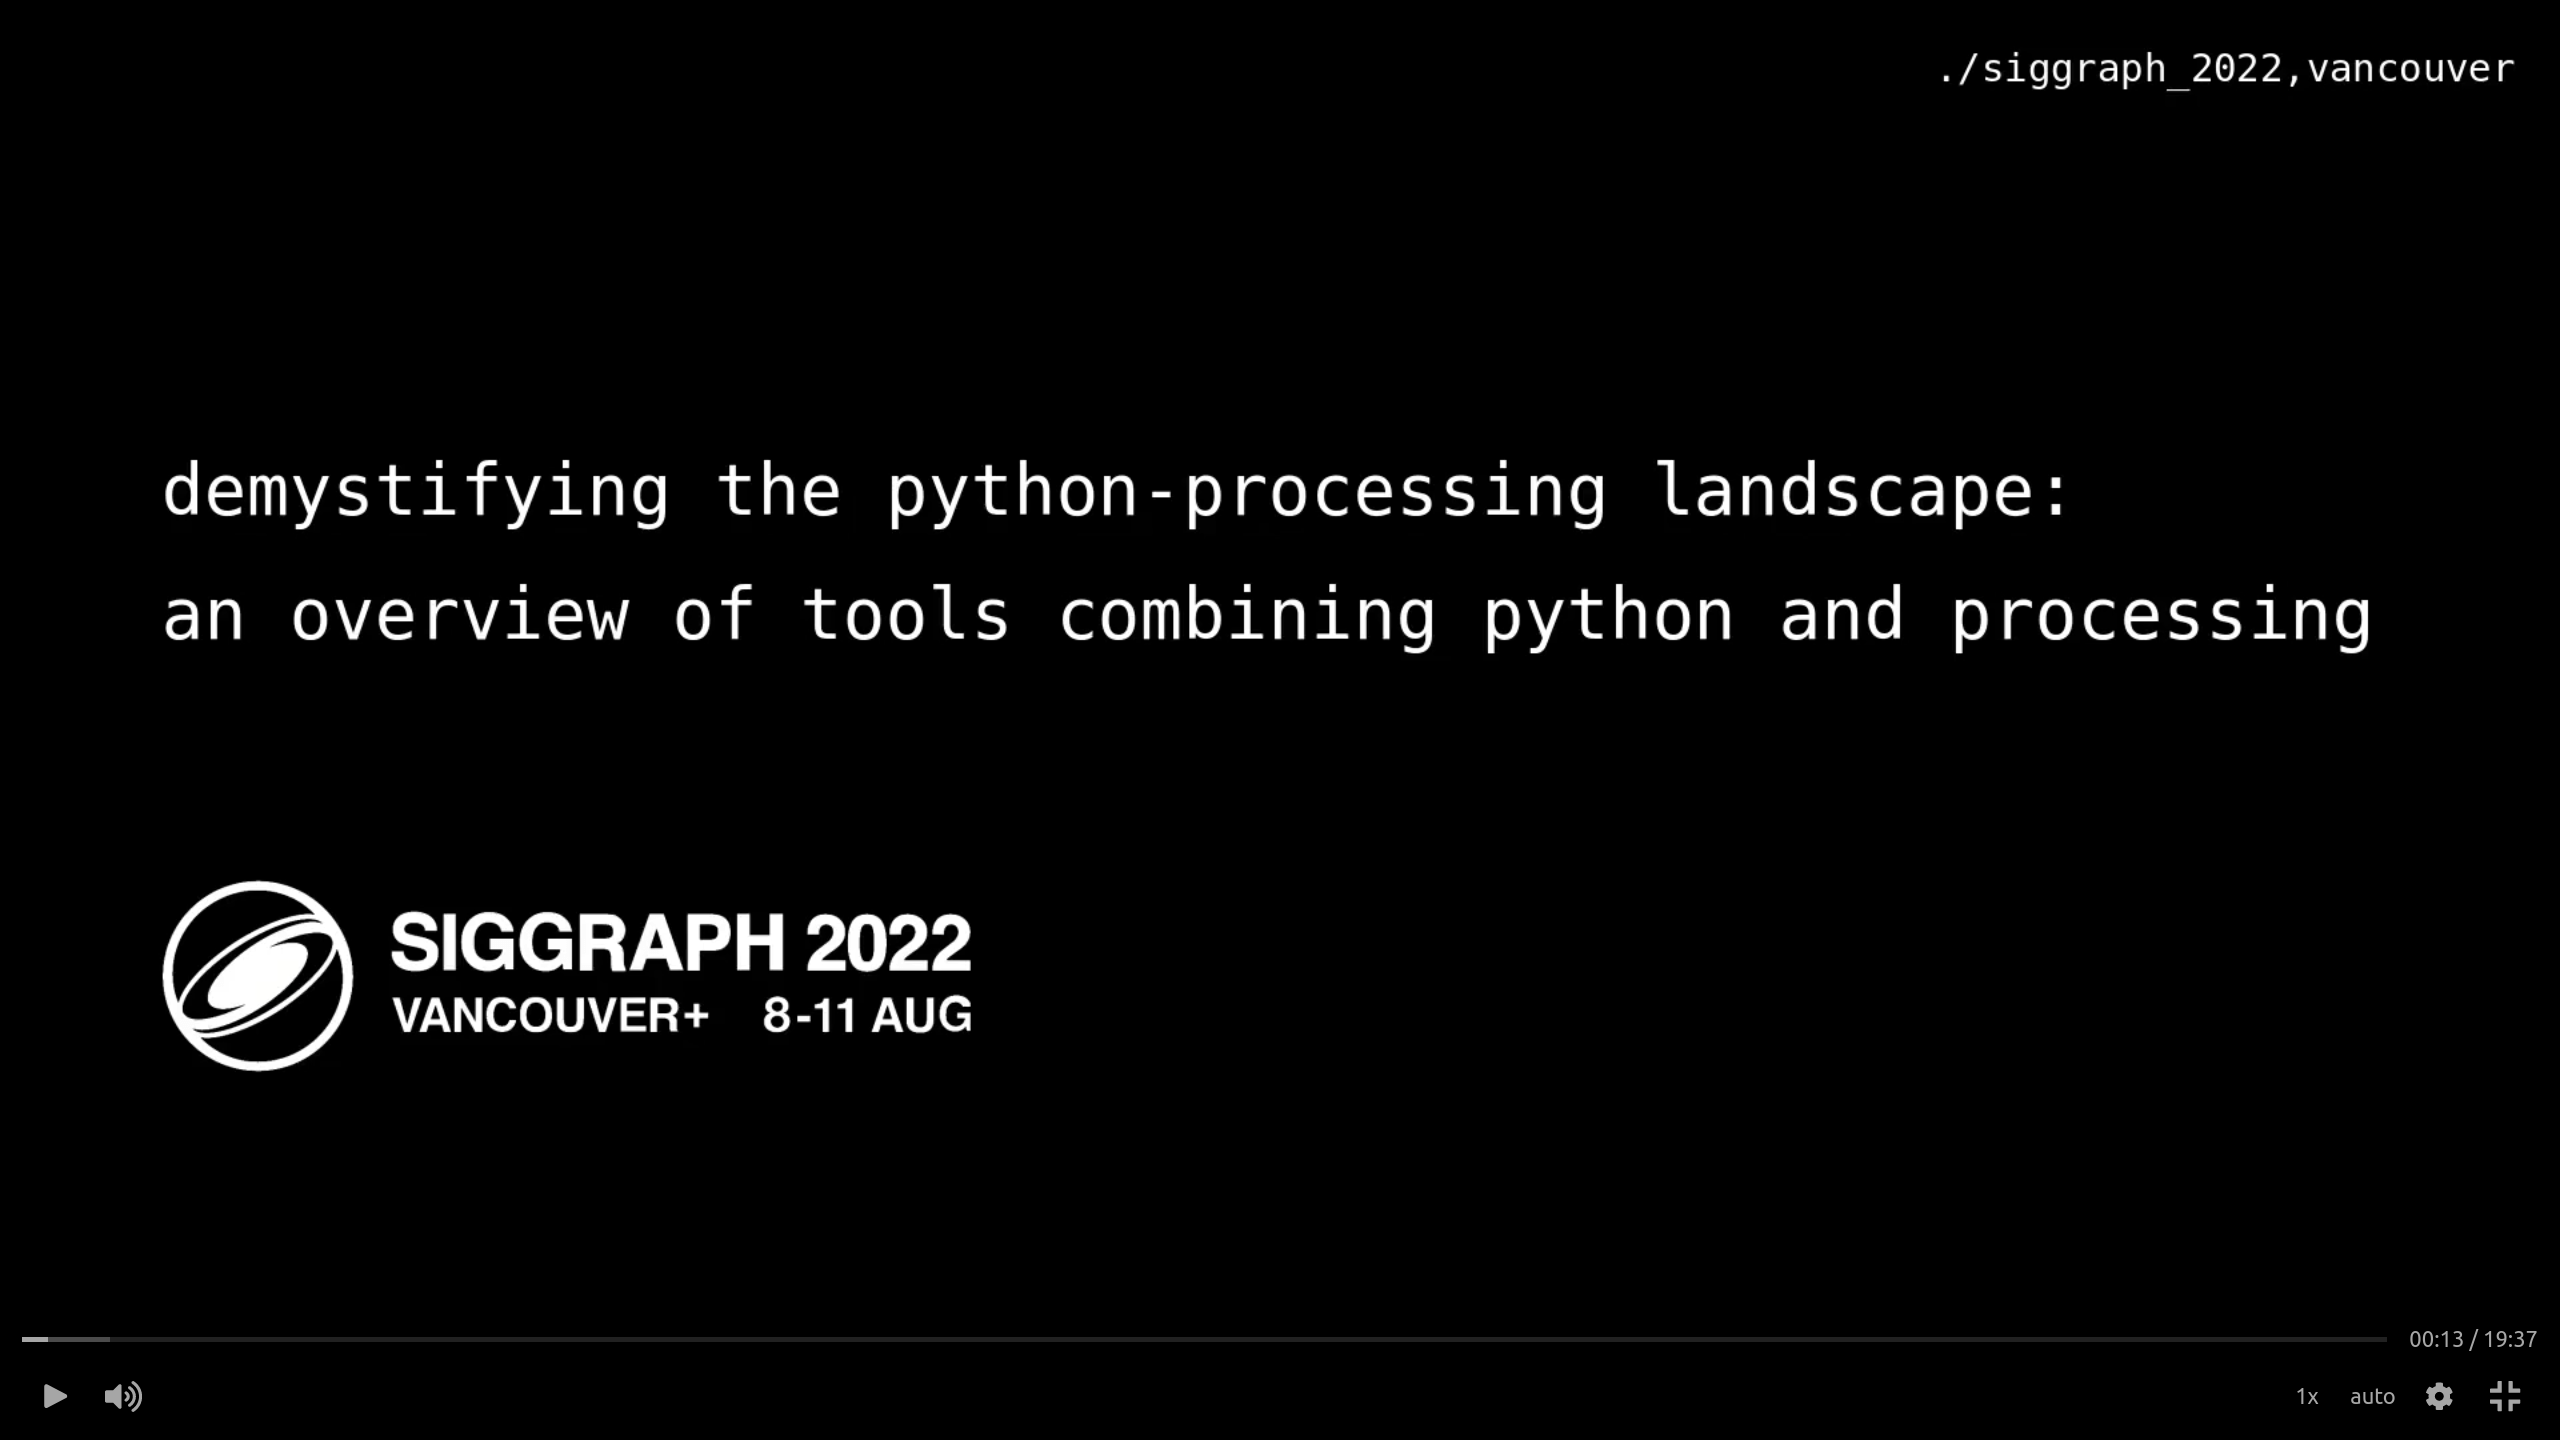 ./siggraph_2022,vancouver
demystifying the python-processing landscape:
an overview of tools combining python and processing
SIGGRAPH 2022
VANCOUVER+ 8-11 AUG
00:13 / 19:37
1x auto